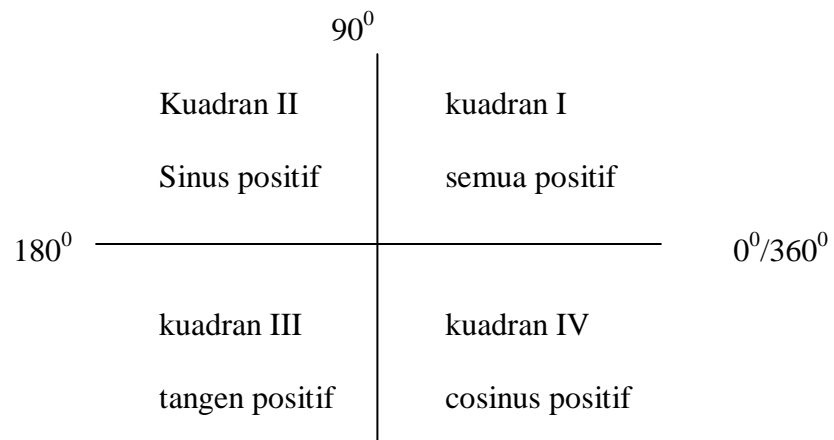 90⁰
Kuadran II kuadran I
Sinus positif semua positif
180⁰ 0⁰/360⁰
kuadran III kuadran IV
tangen positif cosinus positif